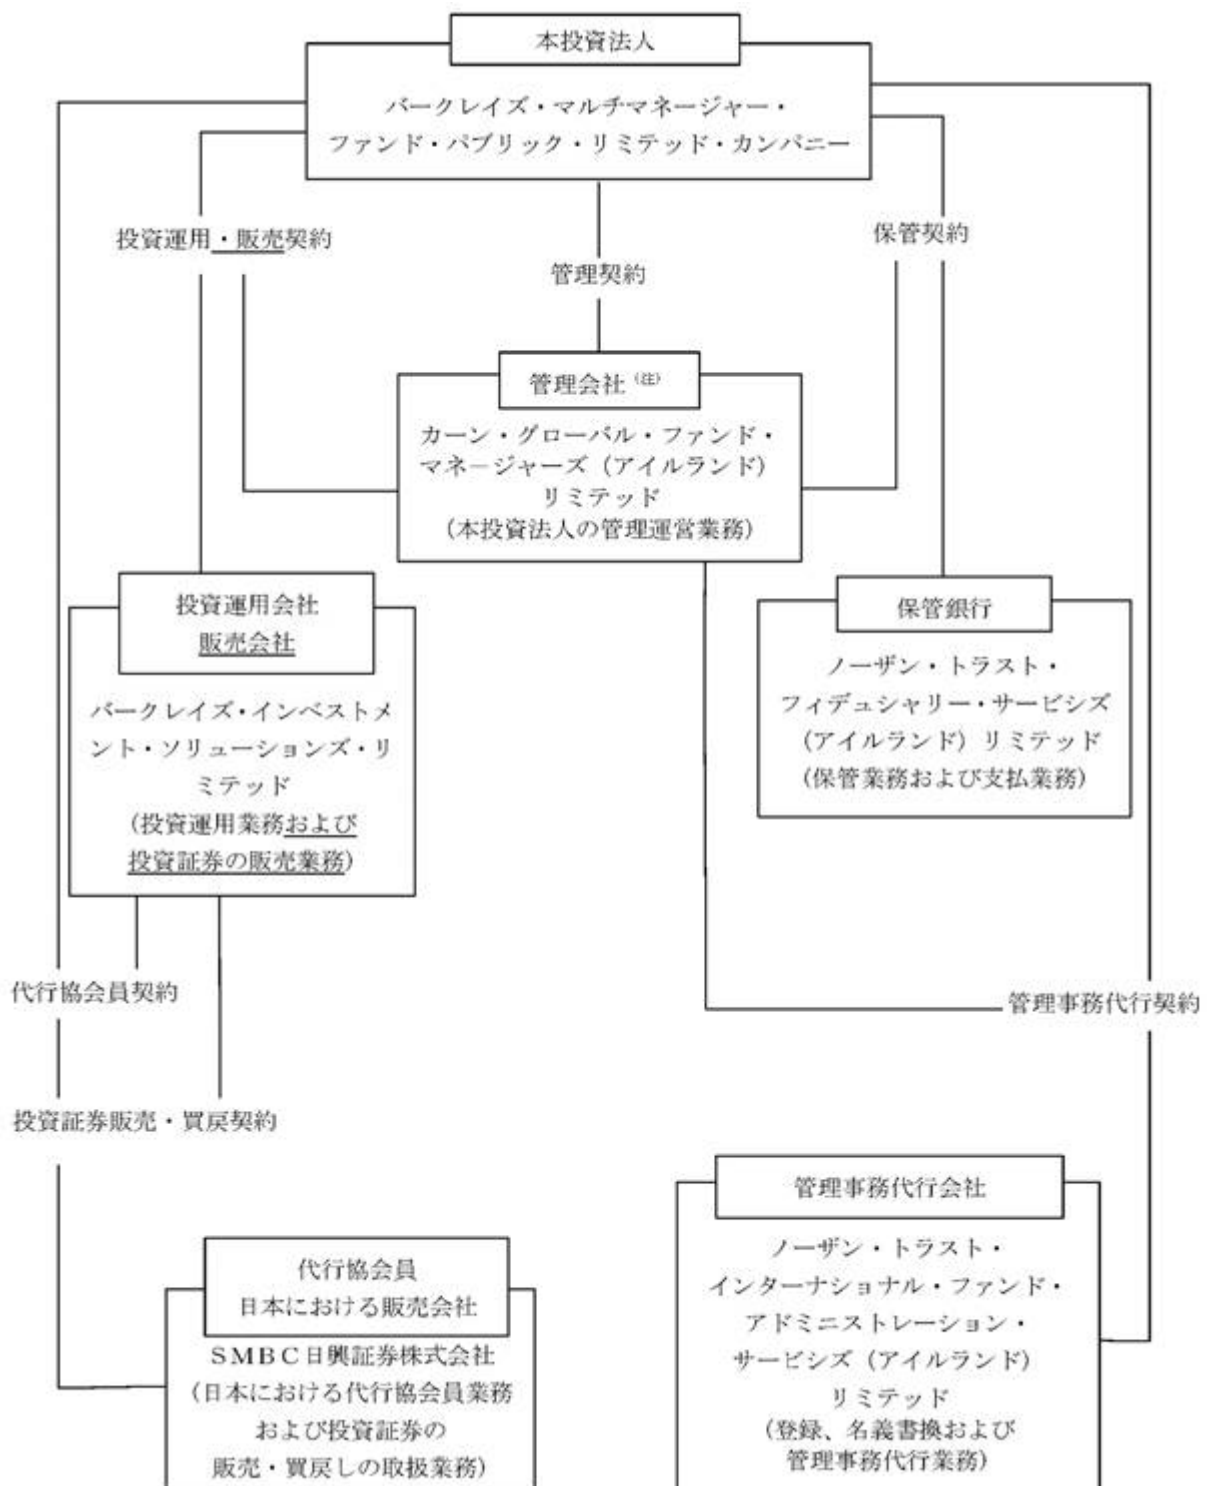 本投資法人
バークレイズ・マルチマネージャー・
ファンド・パブリック・リミテッド・カンパニー
投資運用・販売契約
保管契約
管理契約
管理会社（注）
カーン・グローバル・ファンド・
マネージャーズ（アイルランド）
リミテッド
（本投資法人の管理運営業務）
投資運用会社
販売会社
バークレイズ・インベストメ
ント・ソリューションズ・リ
ミテッド
（投資運用業務および
投資証券の販売業務）
保管銀行
ノーザン・トラスト・
フィデュシャリー・サービシズ
（アイルランド）リミテッド
（保管業務および支払業務）
代行協会員契約
管理事務代行契約
投資証券販売・買戻契約
代行協会員
日本における販売会社
ＳＭＢＣ日興証券株式会社
（日本における代行協会員業務
および投資証券の
販売・買戻しの取扱業務）
管理事務代行会社
ノーザン・トラスト・
インターナショナル・ファンド・
アドミニストレーション・
サービシズ（アイルランド）
リミテッド
（登録、名義書換および
管理事務代行業務）